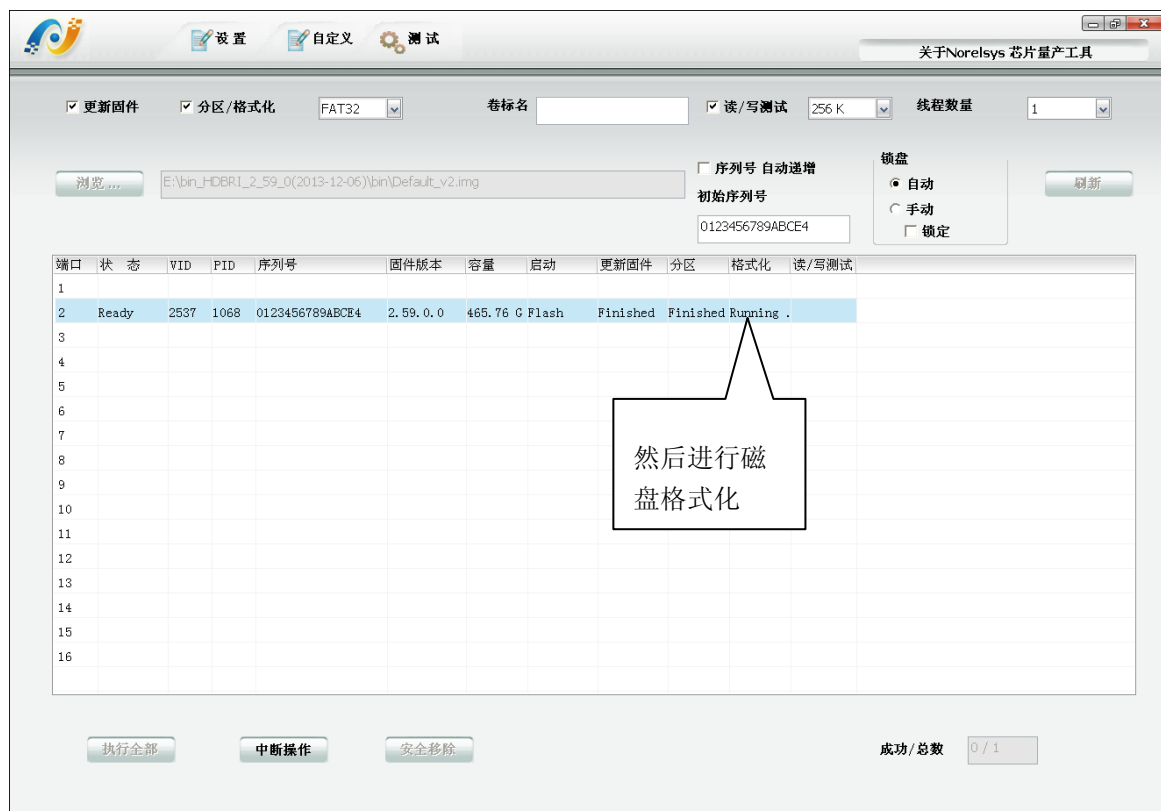 设 置 自定义 测 试
关于Norelsys 芯片量产工具
更新固件 分区/格式化 FAT32 卷标名 读/写测试 256 K 线程数量 1
浏览 ... E:\bin_HDBRI_2_59_0(2013-12-06)\bin\Default_v2.img
序列号 自动递增
初始序列号
0123456789ABCE4
锁盘
自动
手动
锁定
刷新
端口 状 态 VID PID 序列号 固件版本 容量 启动 更新固件 分区 格式化 读/写测试
1
2 Ready 2537 1068 0123456789ABCE4 2.59.0.0 465.76 G Flash Finished Finished Running .
3
4
5
6
7
8
9
10
11
12
13
14
15
16
然后进行磁
盘格式化
执行全部 中断操作 安全移除 成功/总数 0 / 1